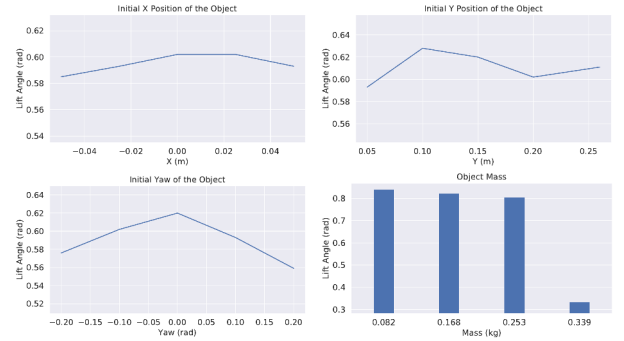 Initial X Position of the Object
Lift Angle (rad)
0.62
0.60
0.58
0.56
0.54
−0.04 −0.02 0.00 0.02 0.04
X (m)
Initial Y Position of the Object
Lift Angle (rad)
0.64
0.62
0.60
0.58
0.56
0.05 0.10 0.15 0.20 0.25
Y (m)
Initial Yaw of the Object
Lift Angle (rad)
0.64
0.62
0.60
0.58
0.56
0.54
0.52
−0.20 −0.15 −0.10 −0.05 0.00 0.05 0.10 0.15 0.20
Yaw (rad)
Object Mass
Lift Angle (rad)
0.8
0.7
0.6
0.5
0.4
0.3
0.082 0.168 0.253 0.339
Mass (kg)